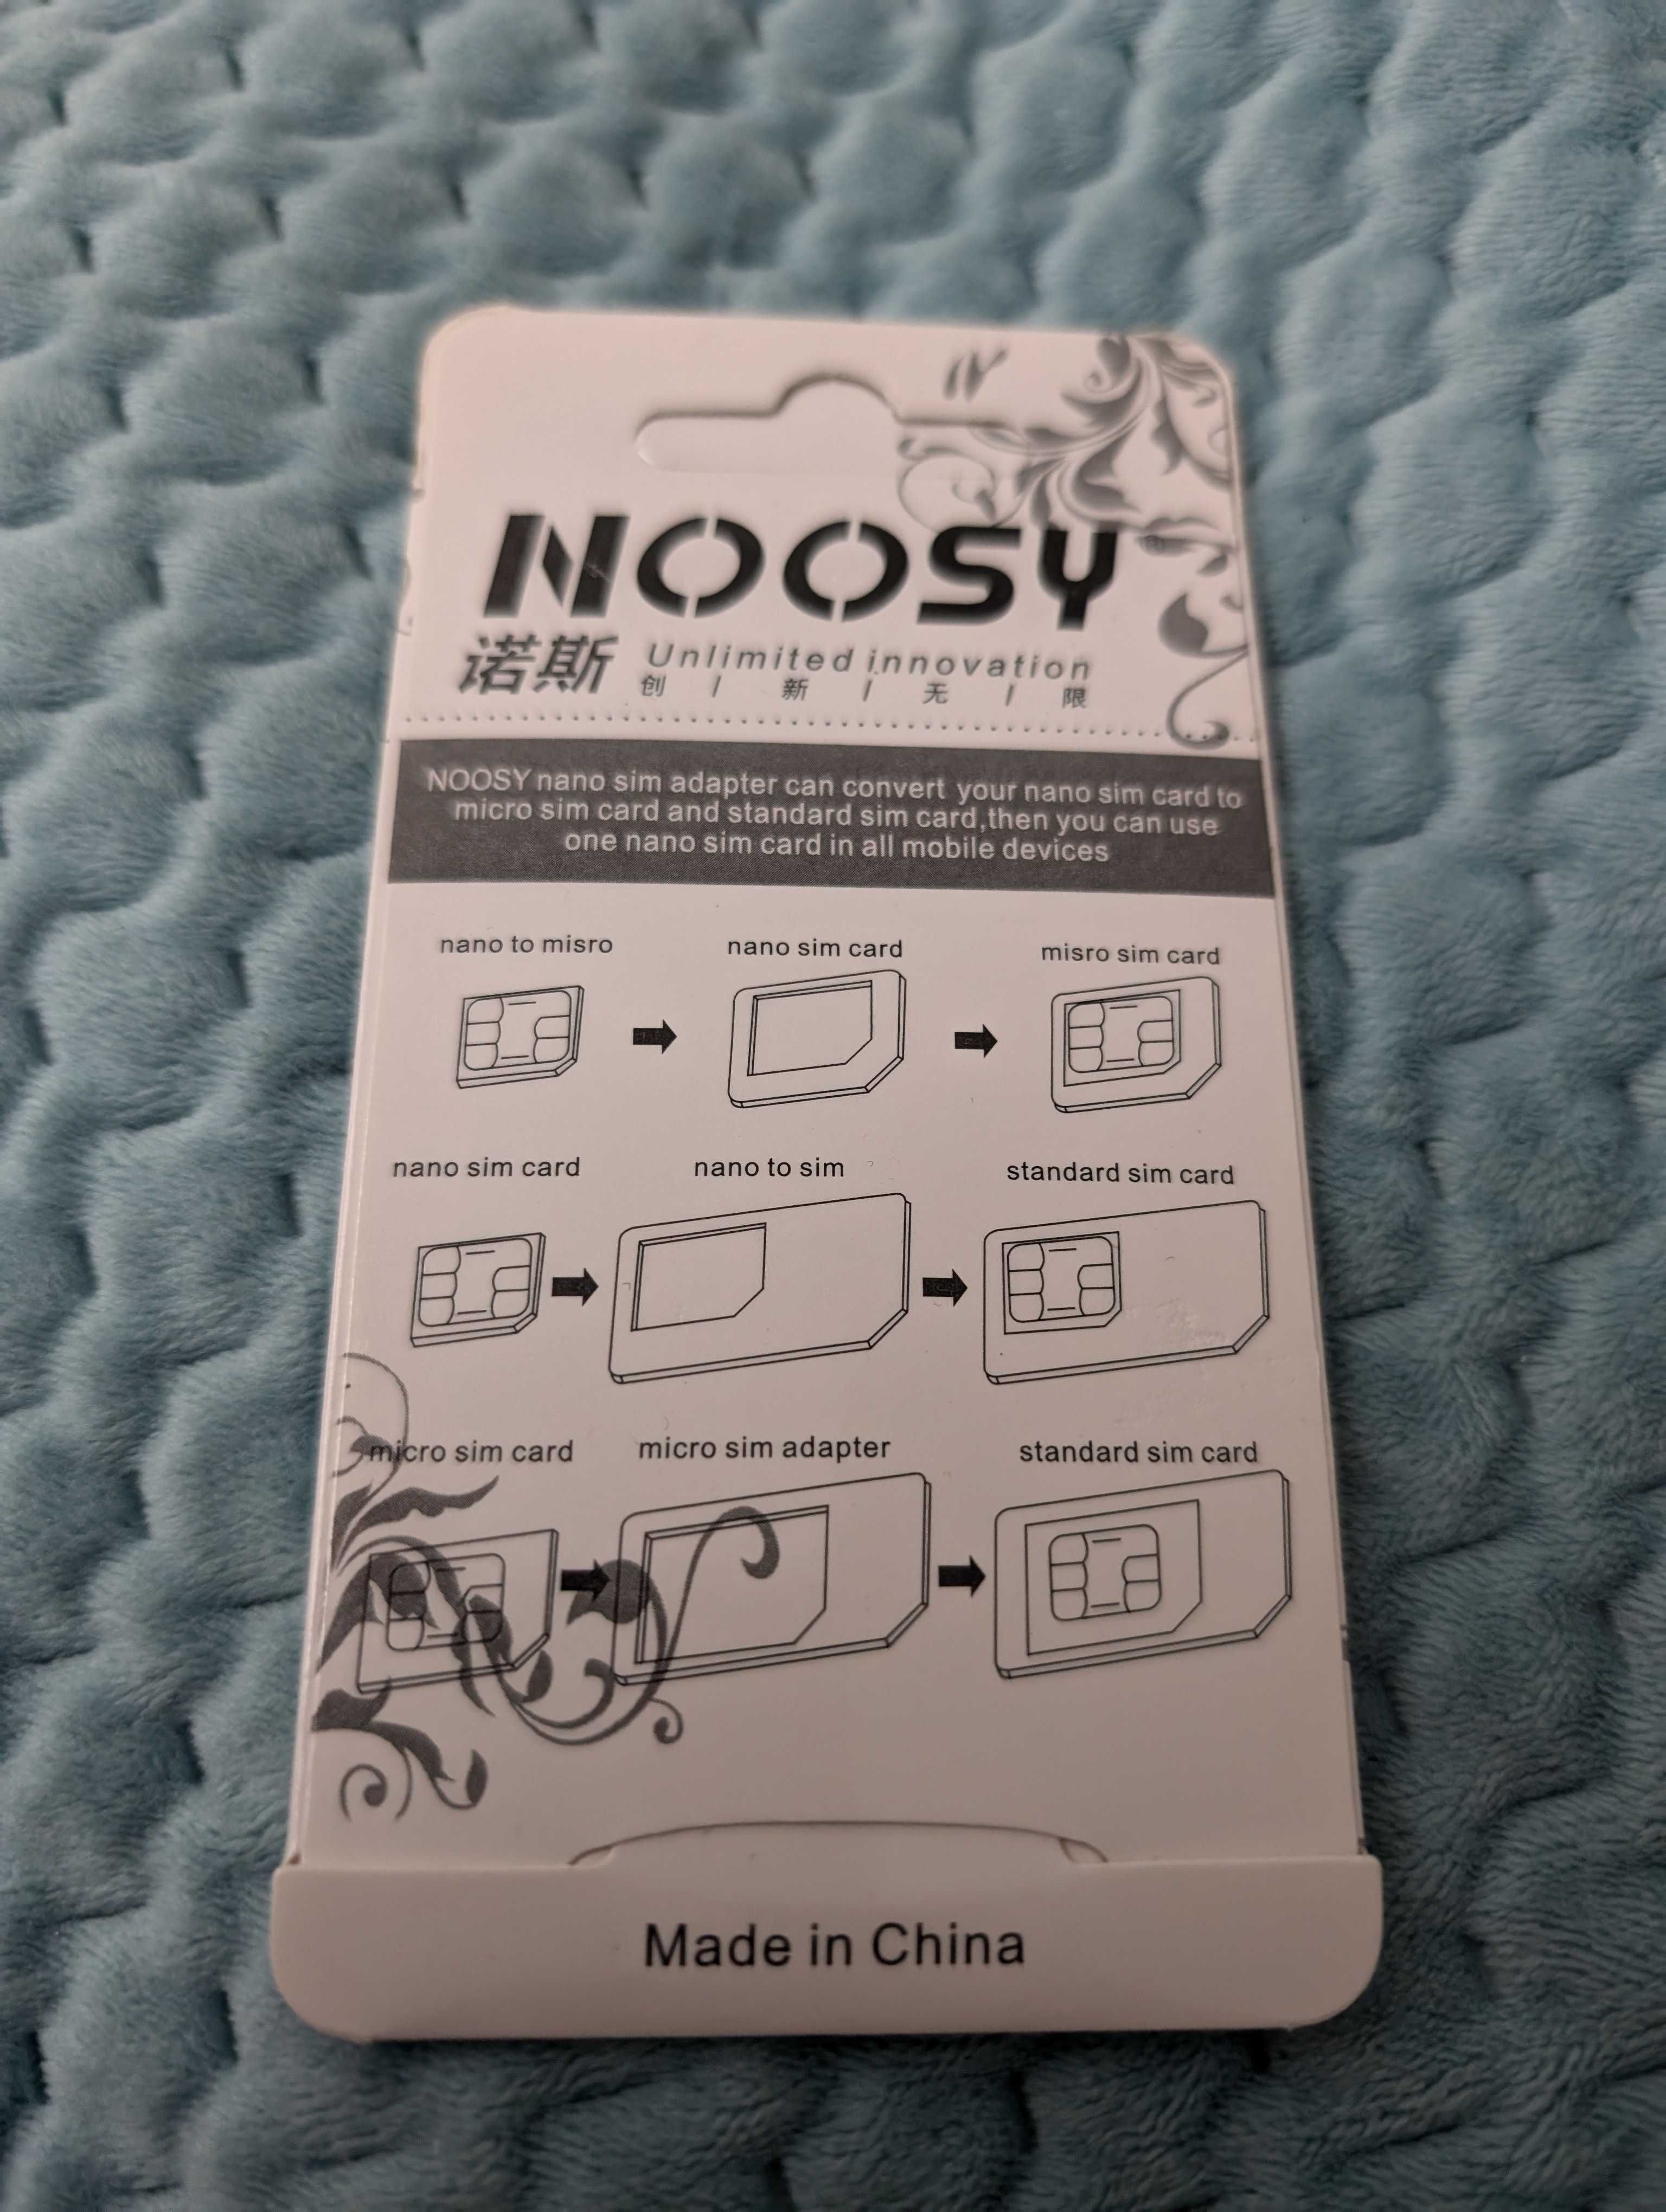 NOOSY®
诺斯 Unlimited innovation
创 / 新 / 无 / 限
NOOSY nano sim adapter can convert your nano sim card to
micro sim card and standard sim card,then you can use
one nano sim card in all mobile devices
nano to misro nano sim card misro sim card
nano sim card nano to sim standard sim card
micro sim card micro sim adapter standard sim card
Made in China